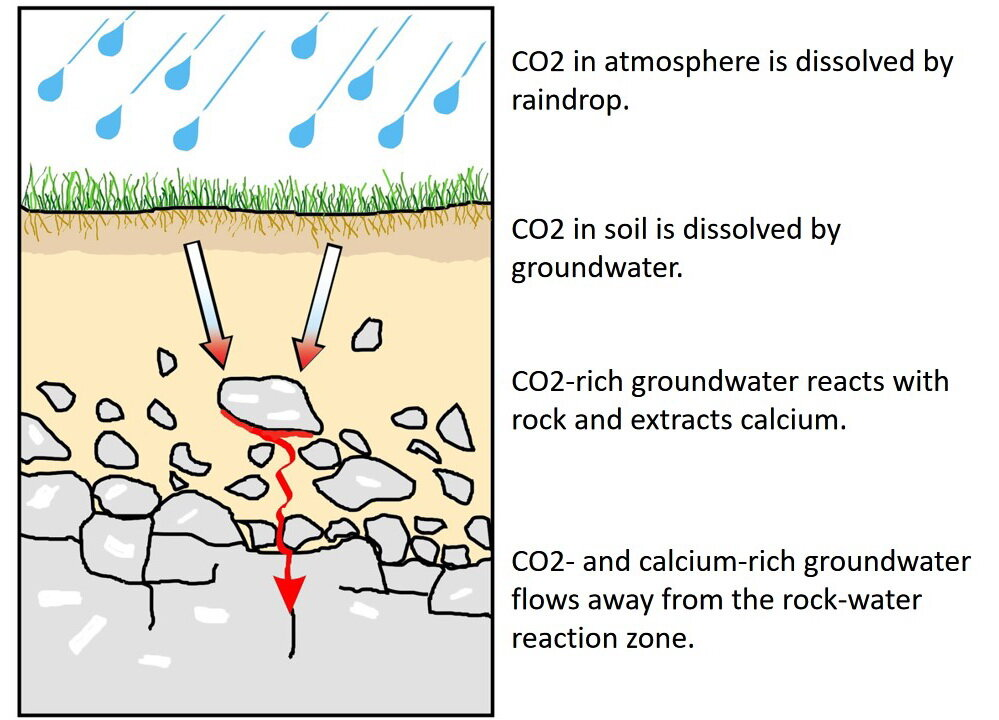 CO2 in atmosphere is dissolved by
raindrop.
CO2 in soil is dissolved by
groundwater.
CO2-rich groundwater reacts with
rock and extracts calcium.
CO2- and calcium-rich groundwater
flows away from the rock-water
reaction zone.